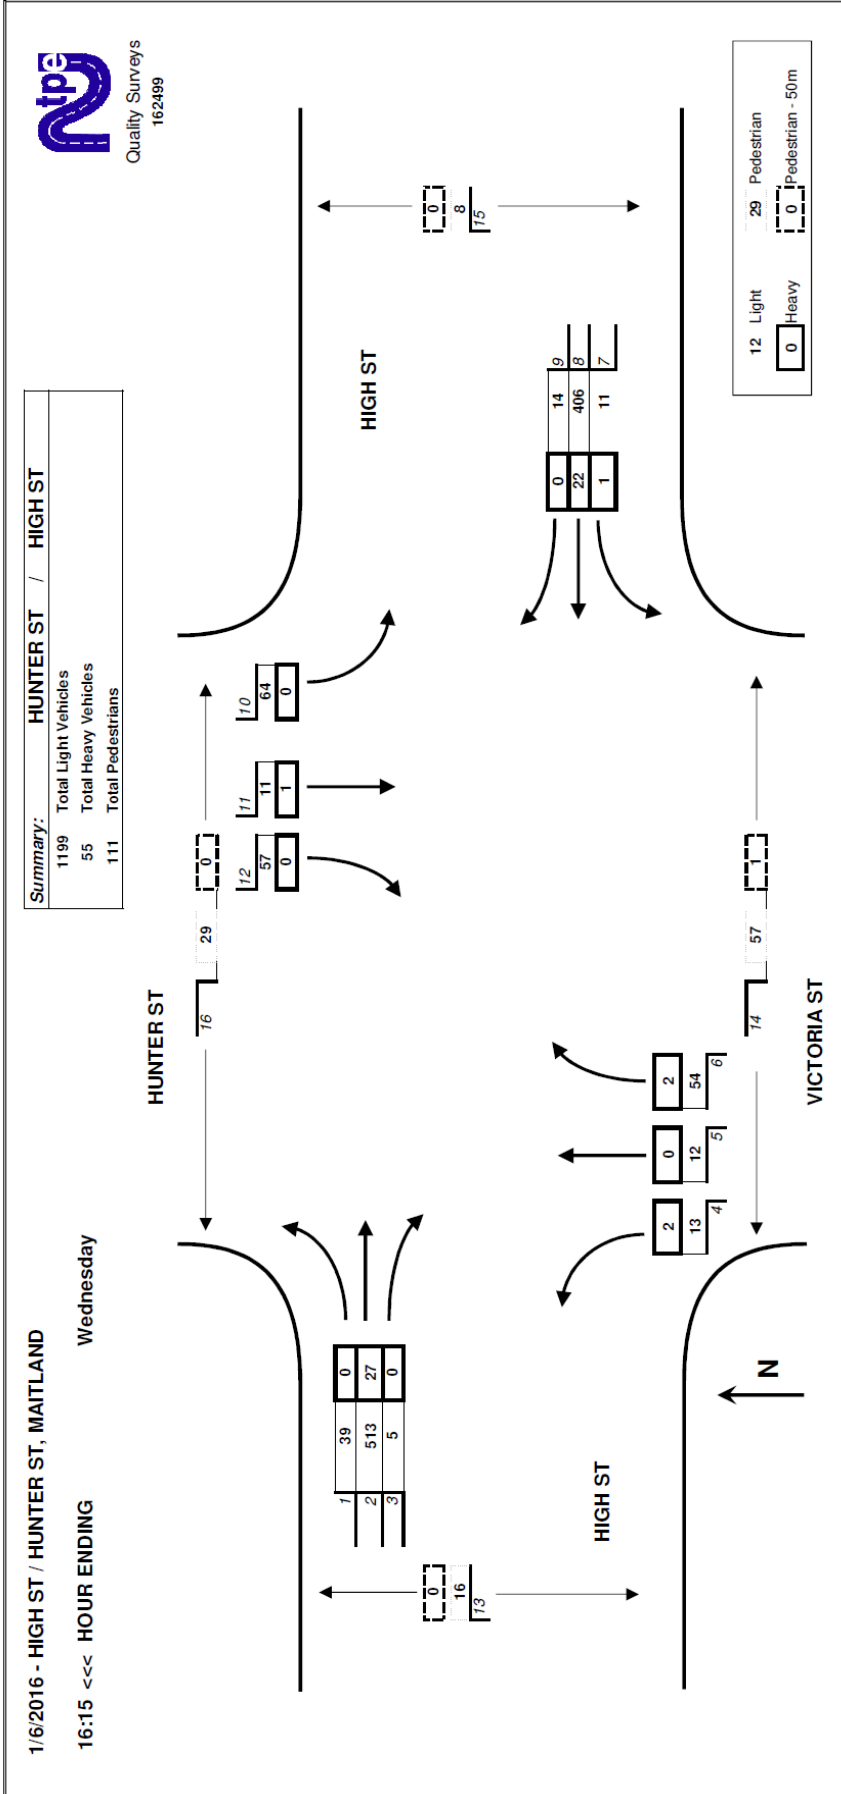 1/6/2016 - HIGH ST / HUNTER ST, MAITLAND
16:15 <<< HOUR ENDING Wednesday
Summary: HUNTER ST / HIGH ST
1199 Total Light Vehicles
55 Total Heavy Vehicles
111 Total Pedestrians
tpe
Quality Surveys
162499
HUNTER ST
16 29 0
12 11 10
57 11 64
0 1 0
HIGH ST
0
8
15
1 39 0
2 513 27
3 5 0
0
16
13
0 14 9
22 406 8
1 11 7
HIGH ST
2 0 2
13 12 54
4 5 6
14 57 1
VICTORIA ST
N
12 Light 29 Pedestrian
0 Heavy 0 Pedestrian - 50m